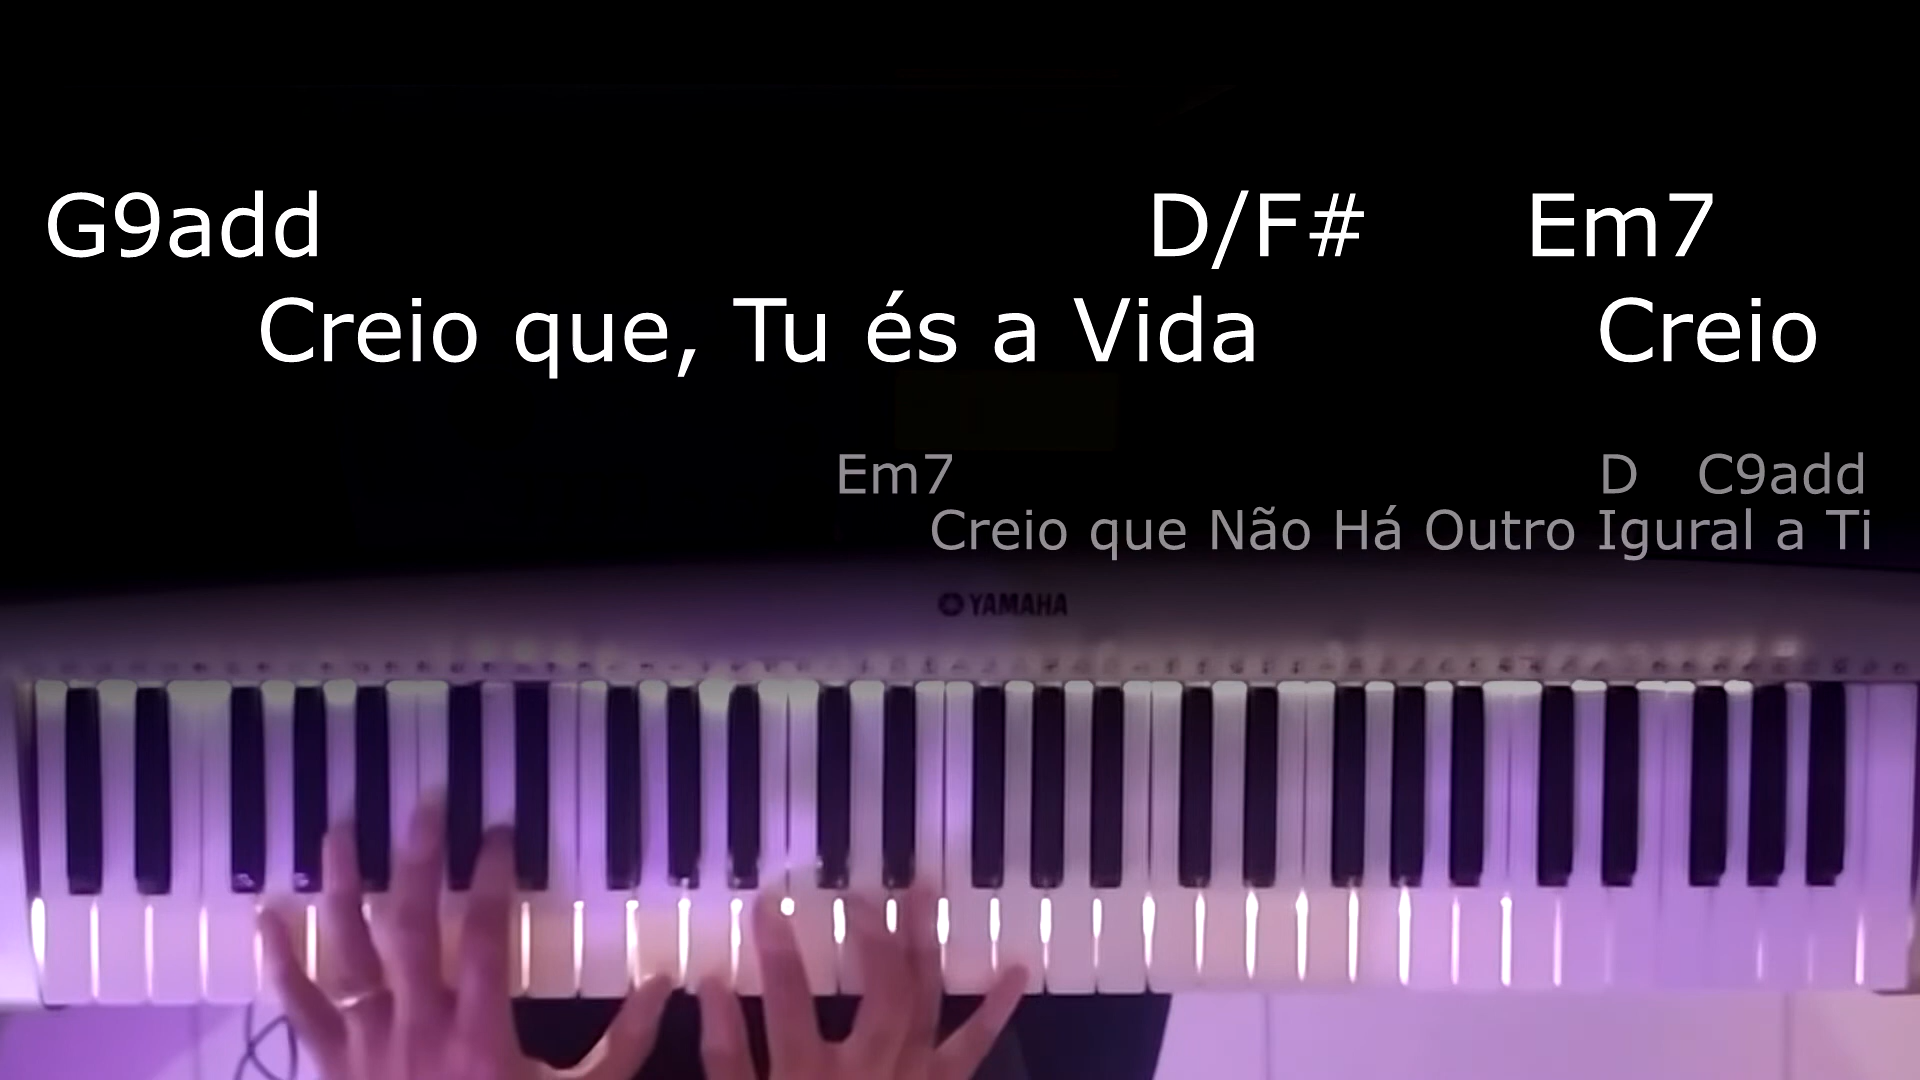 G9add D/F# Em7
Creio que, Tu és a Vida Creio
Em7 D C9add
Creio que Não Há Outro Igural a Ti
YAMAHA